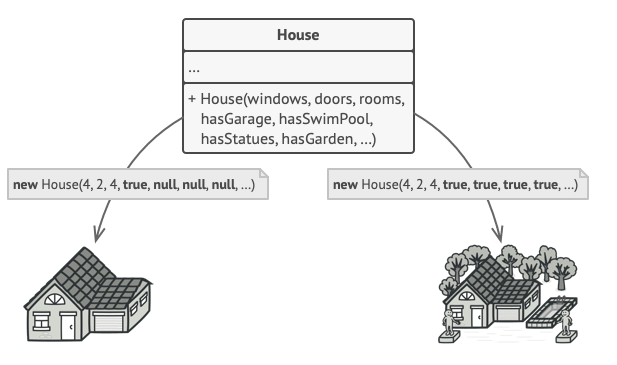 House
...
+ House(windows, doors, rooms,
hasGarage, hasSwimPool,
hasStatues, hasGarden, ...)
new House(4, 2, 4, true, null, null, null, ...)
new House(4, 2, 4, true, true, true, true, ...)